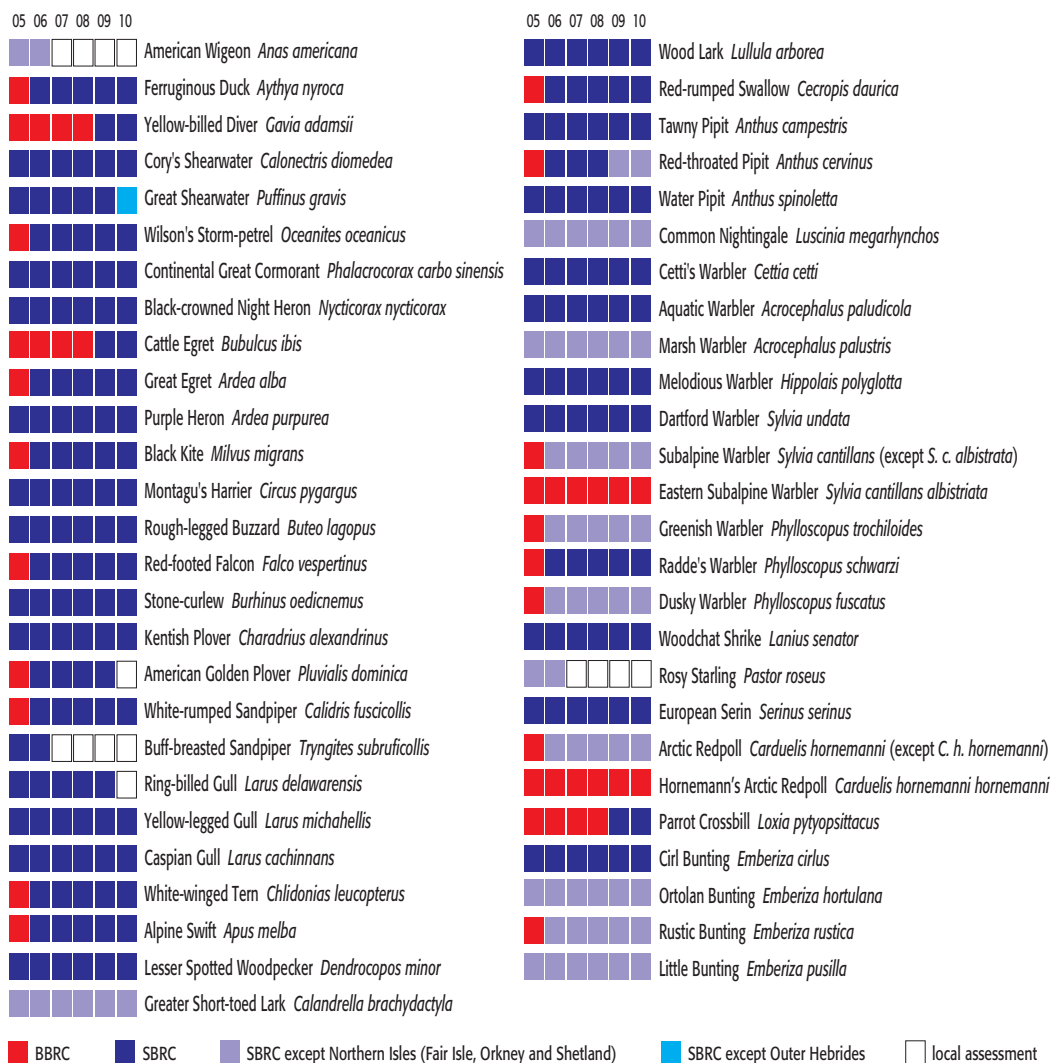 05 06 07 08 09 10
American Wigeon Anas americana
Ferruginous Duck Aythya nyroca
Yellow-billed Diver Gavia adamsii
Cory's Shearwater Calonectris diomedea
Great Shearwater Puffinus gravis
Wilson's Storm-petrel Oceanites oceanicus
Continental Great Cormorant Phalacrocorax carbo sinensis
Black-crowned Night Heron Nycticorax nycticorax
Cattle Egret Bubulcus ibis
Great Egret Ardea alba
Purple Heron Ardea purpurea
Black Kite Milvus migrans
Montagu's Harrier Circus pygargus
Rough-legged Buzzard Buteo lagopus
Red-footed Falcon Falco vespertinus
Stone-curlew Burhinus oedicnemus
Kentish Plover Charadrius alexandrinus
American Golden Plover Pluvialis dominica
White-rumped Sandpiper Calidris fuscicollis
Buff-breasted Sandpiper Tryngites subruficollis
Ring-billed Gull Larus delawarensis
Yellow-legged Gull Larus michahellis
Caspian Gull Larus cachinnans
White-winged Tern Chlidonias leucopterus
Alpine Swift Apus melba
Lesser Spotted Woodpecker Dendrocopos minor
Greater Short-toed Lark Calandrella brachydactyla
05 06 07 08 09 10
Wood Lark Lullula arborea
Red-rumped Swallow Cecropis daurica
Tawny Pipit Anthus campestris
Red-throated Pipit Anthus cervinus
Water Pipit Anthus spinoletta
Common Nightingale Luscinia megarhynchos
Cetti's Warbler Cettia cetti
Aquatic Warbler Acrocephalus paludicola
Marsh Warbler Acrocephalus palustris
Melodious Warbler Hippolais polyglotta
Dartford Warbler Sylvia undata
Subalpine Warbler Sylvia cantillans (except S. c. albistrata)
Eastern Subalpine Warbler Sylvia cantillans albistriata
Greenish Warbler Phylloscopus trochiloides
Radde's Warbler Phylloscopus schwarzi
Dusky Warbler Phylloscopus fuscatus
Woodchat Shrike Lanius senator
Rosy Starling Pastor roseus
European Serin Serinus serinus
Arctic Redpoll Carduelis hornemanni (except C. h. hornemanni)
Hornemann's Arctic Redpoll Carduelis hornemanni hornemanni
Parrot Crossbill Loxia pytyopsittacus
Cirl Bunting Emberiza cirlus
Ortolan Bunting Emberiza hortulana
Rustic Bunting Emberiza rustica
Little Bunting Emberiza pusilla
BBRC SBRC SBRC except Northern Isles (Fair Isle, Orkney and Shetland) SBRC except Outer Hebrides local assessment